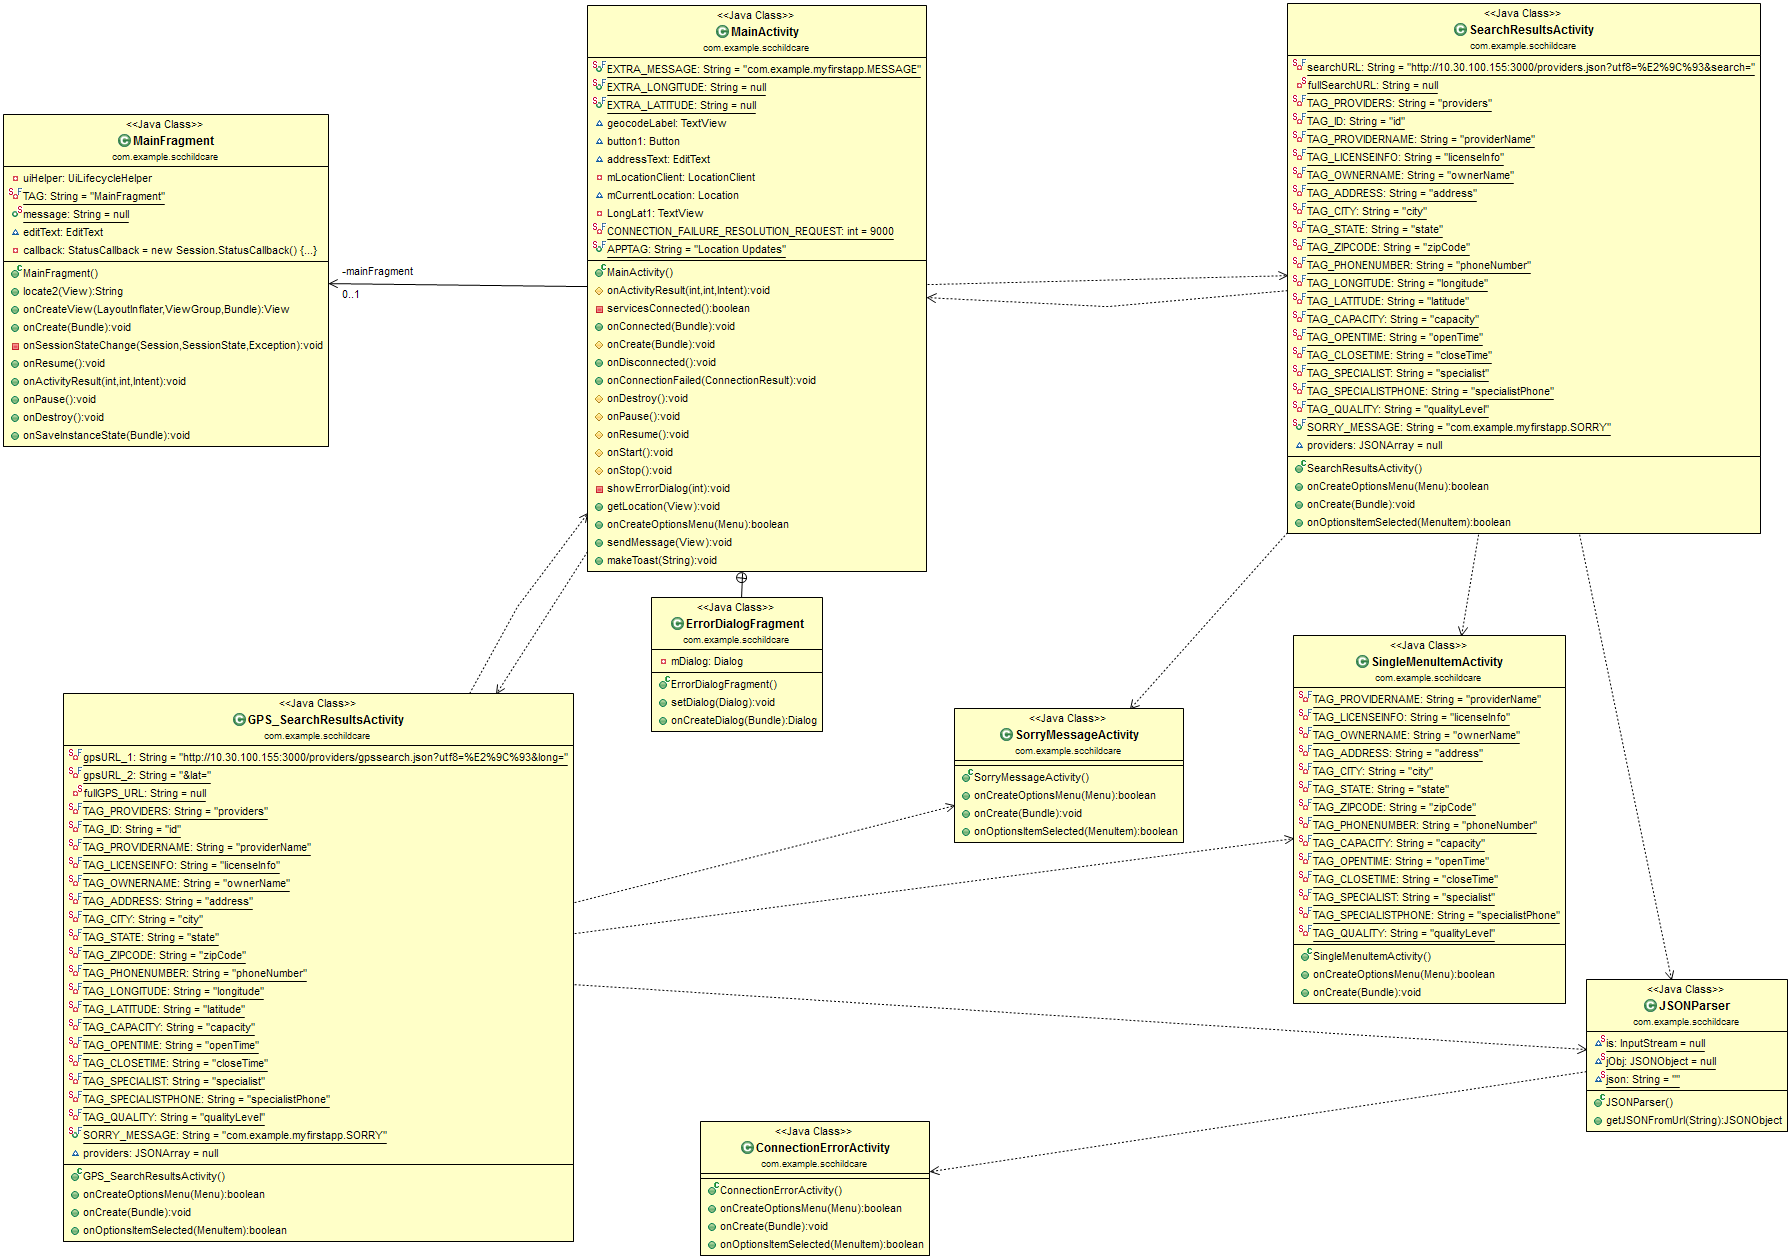 <<Java Class>>
MainFragment
com.example.scchildcare
uiHelper: UiLifecycleHelper
TAG: String = "MainFragment"
message: String = null
editText: EditText
callback: StatusCallback = new Session.StatusCallback() {...}
MainFragment()
locate2(View):String
onCreateView(LayoutInflater,ViewGroup,Bundle):View
onCreate(Bundle):void
onSessionStateChange(Session,SessionState,Exception):void
onResume():void
onActivityResult(int,int,Intent):void
onPause():void
onDestroy():void
onSaveInstanceState(Bundle):void
-mainFragment
0..1
<<Java Class>>
MainActivity
com.example.scchildcare
EXTRA_MESSAGE: String = "com.example.myfirstapp.MESSAGE"
EXTRA_LONGITUDE: String = null
EXTRA_LATITUDE: String = null
geocodeLabel: TextView
button1: Button
addressText: EditText
mLocationClient: LocationClient
mCurrentLocation: Location
LongLat1: TextView
CONNECTION_FAILURE_RESOLUTION_REQUEST: int = 9000
APPTAG: String = "Location Updates"
MainActivity()
onActivityResult(int,int,Intent):void
servicesConnected():boolean
onConnected(Bundle):void
onCreate(Bundle):void
onDisconnected():void
onConnectionFailed(ConnectionResult):void
onDestroy():void
onPause():void
onResume():void
onStart():void
onStop():void
showErrorDialog(int):void
getLocation(View):void
onCreateOptionsMenu(Menu):boolean
sendMessage(View):void
makeToast(String):void
<<Java Class>>
SearchResultsActivity
com.example.scchildcare
searchURL: String = "http://10.30.100.155:3000/providers.json?utf8=%E2%9C%93&search="
fullSearchURL: String = null
TAG_PROVIDERS: String = "providers"
TAG_ID: String = "id"
TAG_PROVIDERNAME: String = "providerName"
TAG_LICENSEINFO: String = "licenseInfo"
TAG_OWNERNAME: String = "ownerName"
TAG_ADDRESS: String = "address"
TAG_CITY: String = "city"
TAG_STATE: String = "state"
TAG_ZIPCODE: String = "zipCode"
TAG_PHONENUMBER: String = "phoneNumber"
TAG_LONGITUDE: String = "longitude"
TAG_LATITUDE: String = "latitude"
TAG_CAPACITY: String = "capacity"
TAG_OPENTIME: String = "openTime"
TAG_CLOSETIME: String = "closeTime"
TAG_SPECIALIST: String = "specialist"
TAG_SPECIALISTPHONE: String = "specialistPhone"
TAG_QUALITY: String = "qualityLevel"
SORRY_MESSAGE: String = "com.example.myfirstapp.SORRY"
providers: JSONArray = null
SearchResultsActivity()
onCreateOptionsMenu(Menu):boolean
onCreate(Bundle):void
onOptionsItemSelected(MenuItem):boolean
<<Java Class>>
ErrorDialogFragment
com.example.scchildcare
mDialog: Dialog
ErrorDialogFragment()
setDialog(Dialog):void
onCreateDialog(Bundle):Dialog
<<Java Class>>
GPS_SearchResultsActivity
com.example.scchildcare
gpsURL_1: String = "http://10.30.100.155:3000/providers/gpssearch.json?utf8=%E2%9C%93&long="
gpsURL_2: String = "&lat="
fullGPS_URL: String = null
TAG_PROVIDERS: String = "providers"
TAG_ID: String = "id"
TAG_PROVIDERNAME: String = "providerName"
TAG_LICENSEINFO: String = "licenseInfo"
TAG_OWNERNAME: String = "ownerName"
TAG_ADDRESS: String = "address"
TAG_CITY: String = "city"
TAG_STATE: String = "state"
TAG_ZIPCODE: String = "zipCode"
TAG_PHONENUMBER: String = "phoneNumber"
TAG_LONGITUDE: String = "longitude"
TAG_LATITUDE: String = "latitude"
TAG_CAPACITY: String = "capacity"
TAG_OPENTIME: String = "openTime"
TAG_CLOSETIME: String = "closeTime"
TAG_SPECIALIST: String = "specialist"
TAG_SPECIALISTPHONE: String = "specialistPhone"
TAG_QUALITY: String = "qualityLevel"
SORRY_MESSAGE: String = "com.example.myfirstapp.SORRY"
providers: JSONArray = null
GPS_SearchResultsActivity()
onCreateOptionsMenu(Menu):boolean
onCreate(Bundle):void
onOptionsItemSelected(MenuItem):boolean
<<Java Class>>
SorryMessageActivity
com.example.scchildcare
SorryMessageActivity()
onCreateOptionsMenu(Menu):boolean
onCreate(Bundle):void
onOptionsItemSelected(MenuItem):boolean
<<Java Class>>
SingleMenuItemActivity
com.example.scchildcare
TAG_PROVIDERNAME: String = "providerName"
TAG_LICENSEINFO: String = "licenseInfo"
TAG_OWNERNAME: String = "ownerName"
TAG_ADDRESS: String = "address"
TAG_CITY: String = "city"
TAG_STATE: String = "state"
TAG_ZIPCODE: String = "zipCode"
TAG_PHONENUMBER: String = "phoneNumber"
TAG_CAPACITY: String = "capacity"
TAG_OPENTIME: String = "openTime"
TAG_CLOSETIME: String = "closeTime"
TAG_SPECIALIST: String = "specialist"
TAG_SPECIALISTPHONE: String = "specialistPhone"
TAG_QUALITY: String = "qualityLevel"
SingleMenuItemActivity()
onCreateOptionsMenu(Menu):boolean
onCreate(Bundle):void
<<Java Class>>
JSONParser
com.example.scchildcare
is: InputStream = null
jObj: JSONObject = null
json: String = ""
JSONParser()
getJSONFromUrl(String):JSONObject
<<Java Class>>
ConnectionErrorActivity
com.example.scchildcare
ConnectionErrorActivity()
onCreateOptionsMenu(Menu):boolean
onCreate(Bundle):void
onOptionsItemSelected(MenuItem):boolean